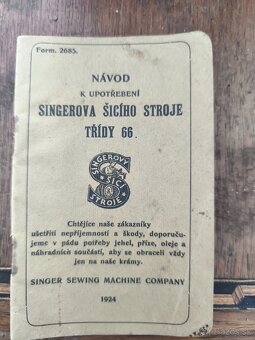 Form. 2685.
NÁVOD
K UPOTŘEBENÍ
SINGEROVA ŠICÍHO STROJE
TŘÍDY 66.
SINGEROVY
ŠICÍ
STROJE
Chtějíce naše zákazníky
ušetřiti nepříjemností a škody, doporuču-
jeme v pádu potřeby jehel, příze, oleje a
náhradních součástí, aby se obraceli vždy
jen na naše krámy.
SINGER SEWING MACHINE COMPANY
1924